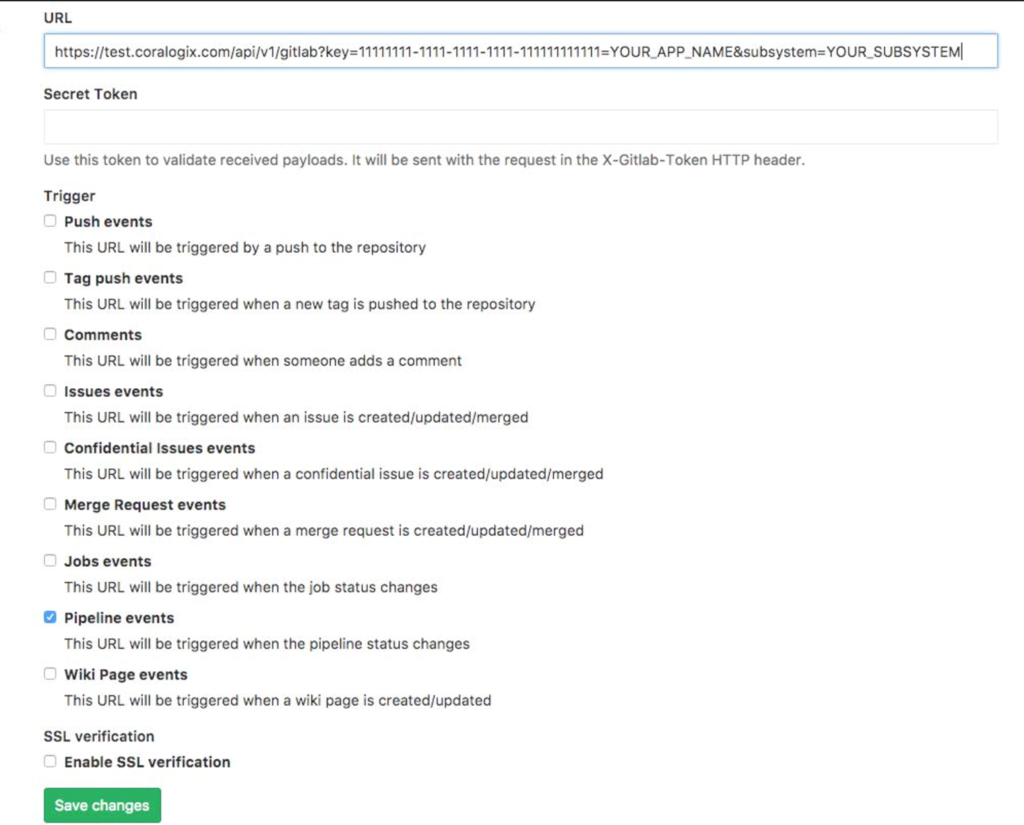 URL
https://test.coralogix.com/api/v1/gitlab?key=11111111-1111-1111-1111-111111111111=YOUR_APP_NAME&subsystem=YOUR_SUBSYSTEM
Secret Token
Use this token to validate received payloads. It will be sent with the request in the X-Gitlab-Token HTTP header.
Trigger
Push events
This URL will be triggered by a push to the repository
Tag push events
This URL will be triggered when a new tag is pushed to the repository
Comments
This URL will be triggered when someone adds a comment
Issues events
This URL will be triggered when an issue is created/updated/merged
Confidential Issues events
This URL will be triggered when a confidential issue is created/updated/merged
Merge Request events
This URL will be triggered when a merge request is created/updated/merged
Jobs events
This URL will be triggered when the job status changes
Pipeline events
This URL will be triggered when the pipeline status changes
Wiki Page events
This URL will be triggered when a wiki page is created/updated
SSL verification
Enable SSL verification
Save changes